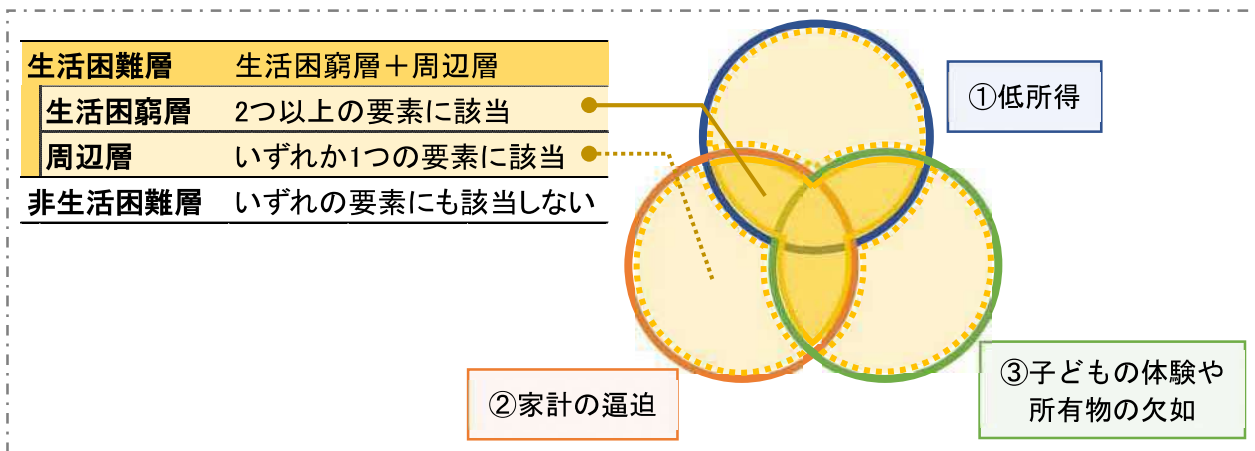 生活困難層 生活困窮層＋周辺層
生活困窮層 2つ以上の要素に該当
周辺層 いずれか1つの要素に該当
非生活困難層 いずれの要素にも該当しない
①低所得
②家計の逼迫
③子どもの体験や
所有物の欠如